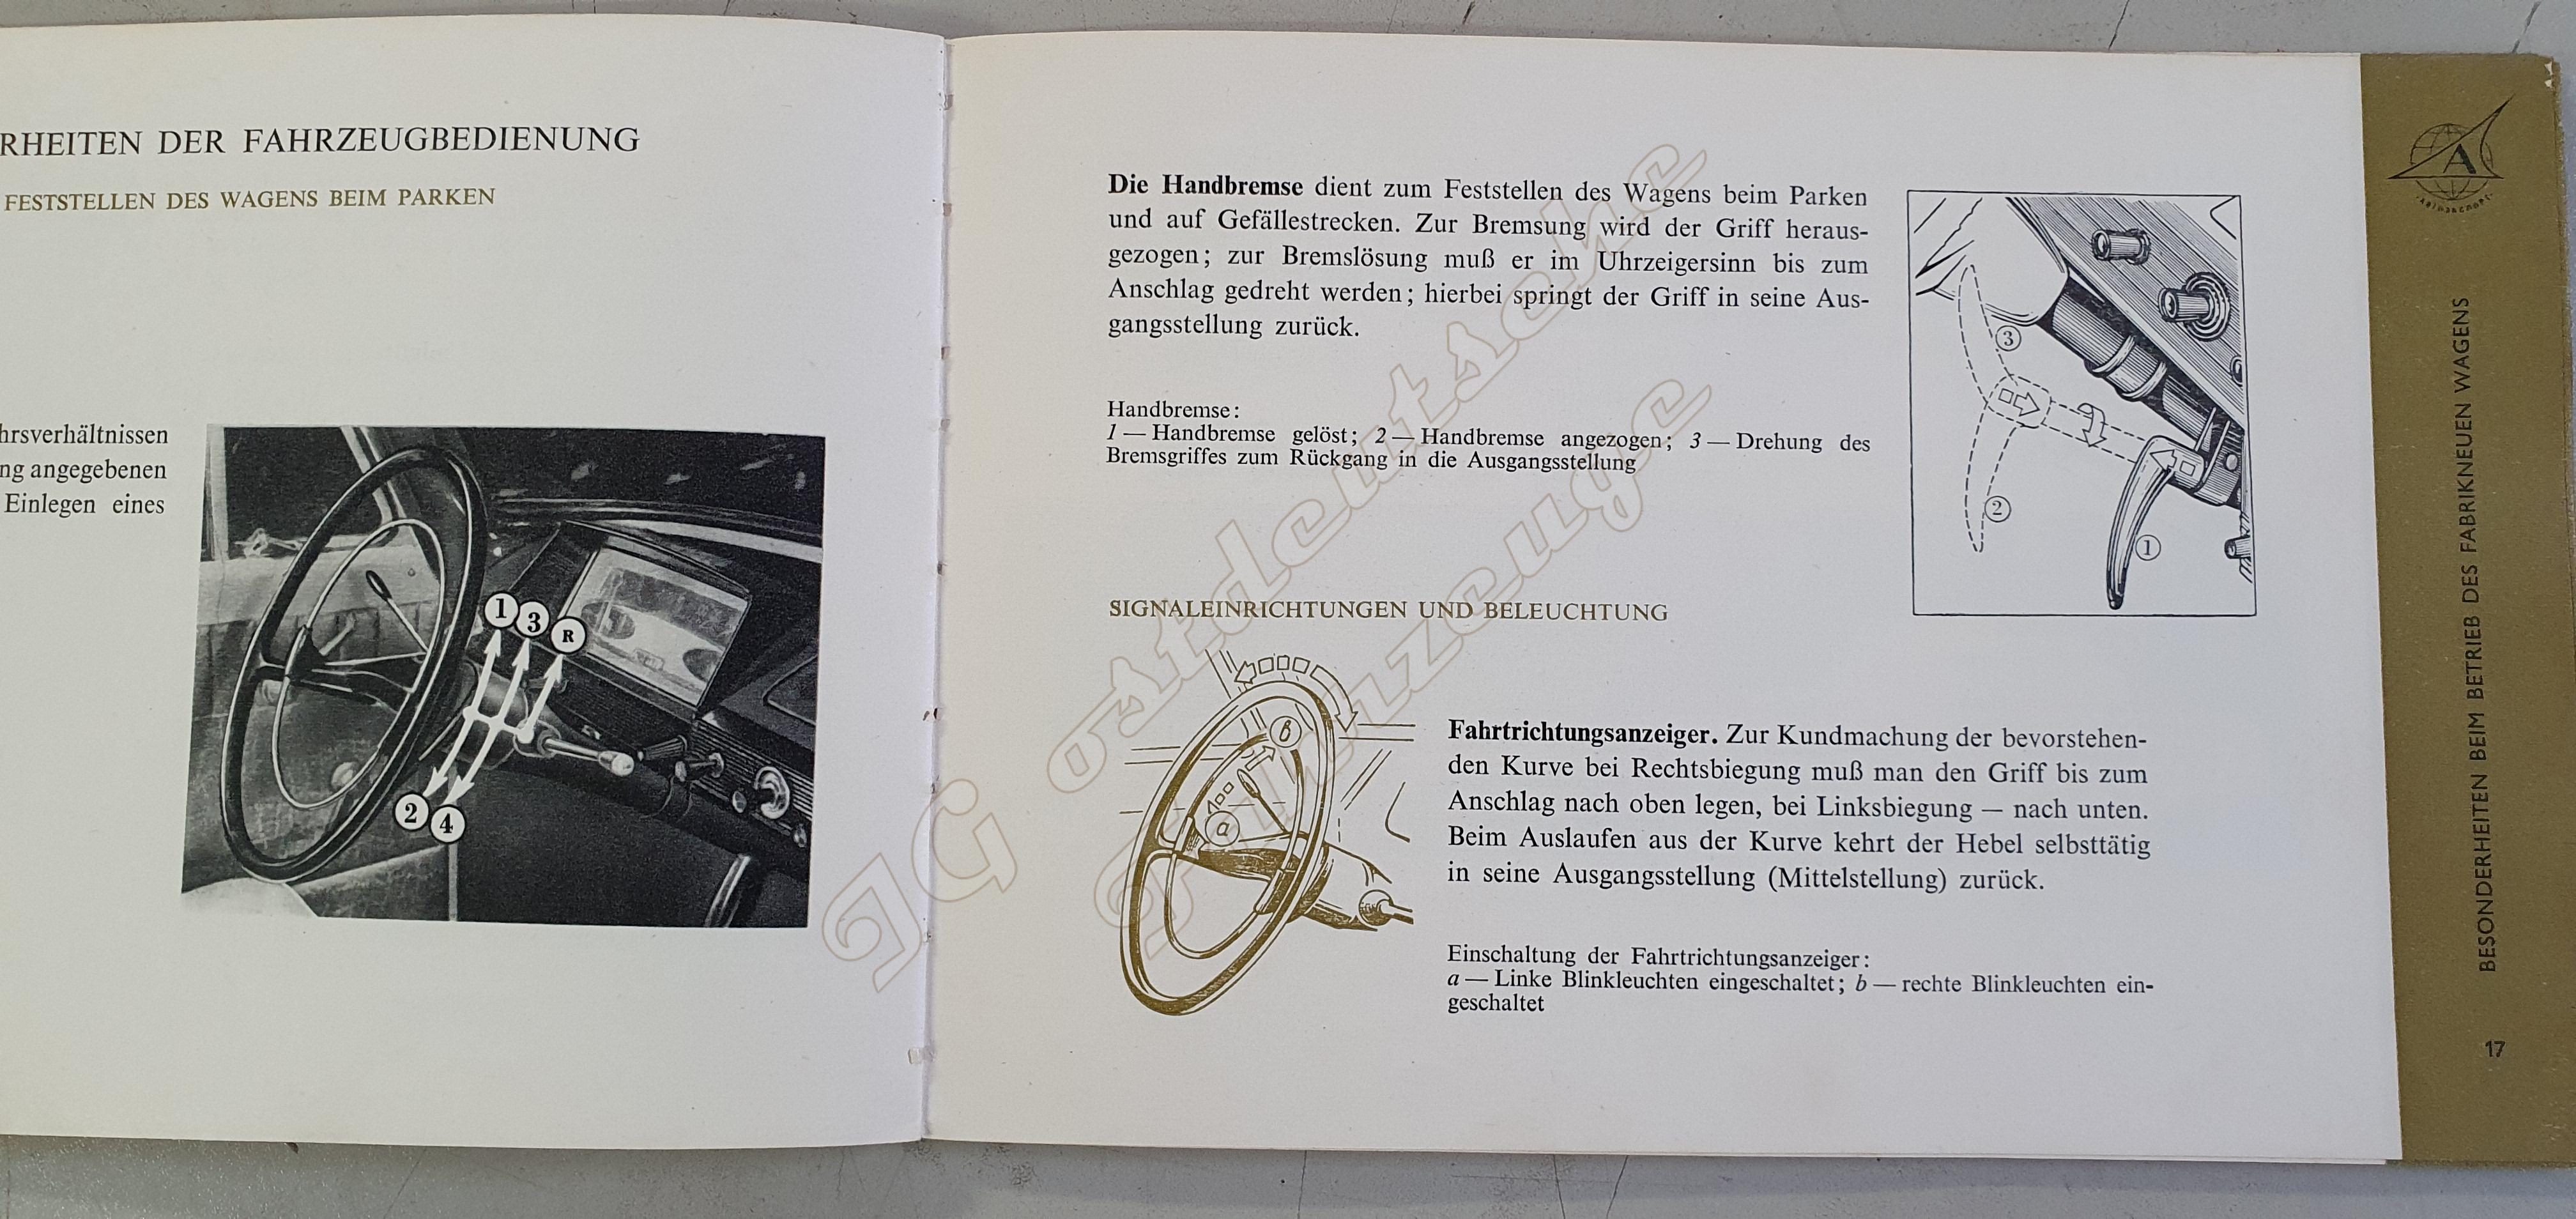 RHEITEN DER FAHRZEUGBEDIENUNG
FESTSTELLEN DES WAGENS BEIM PARKEN
hrsverhältnissen
ng angegebenen
Einlegen eines
1 3 R
2 4
Die Handbremse dient zum Feststellen des Wagens beim Parken
und auf Gefällestrecken. Zur Bremsung wird der Griff heraus-
gezogen; zur Bremslösung muß er im Uhrzeigersinn bis zum
Anschlag gedreht werden; hierbei springt der Griff in seine Aus-
gangsstellung zurück.
Handbremse:
1 — Handbremse gelöst; 2 — Handbremse angezogen; 3 — Drehung des
Bremsgriffes zum Rückgang in die Ausgangsstellung
3
2
1
SIGNALEINRICHTUNGEN UND BELEUCHTUNG
b
a
Fahrtrichtungsanzeiger. Zur Kundmachung der bevorstehen-
den Kurve bei Rechtsbiegung muß man den Griff bis zum
Anschlag nach oben legen, bei Linksbiegung — nach unten.
Beim Auslaufen aus der Kurve kehrt der Hebel selbsttätig
in seine Ausgangsstellung (Mittelstellung) zurück.
Einschaltung der Fahrtrichtungsanzeiger:
a — Linke Blinkleuchten eingeschaltet; b — rechte Blinkleuchten ein-
geschaltet
A
BESONDERHEITEN BEIM BETRIEB DES FABRIKNEUEN WAGENS
17
IG ostdeutsche